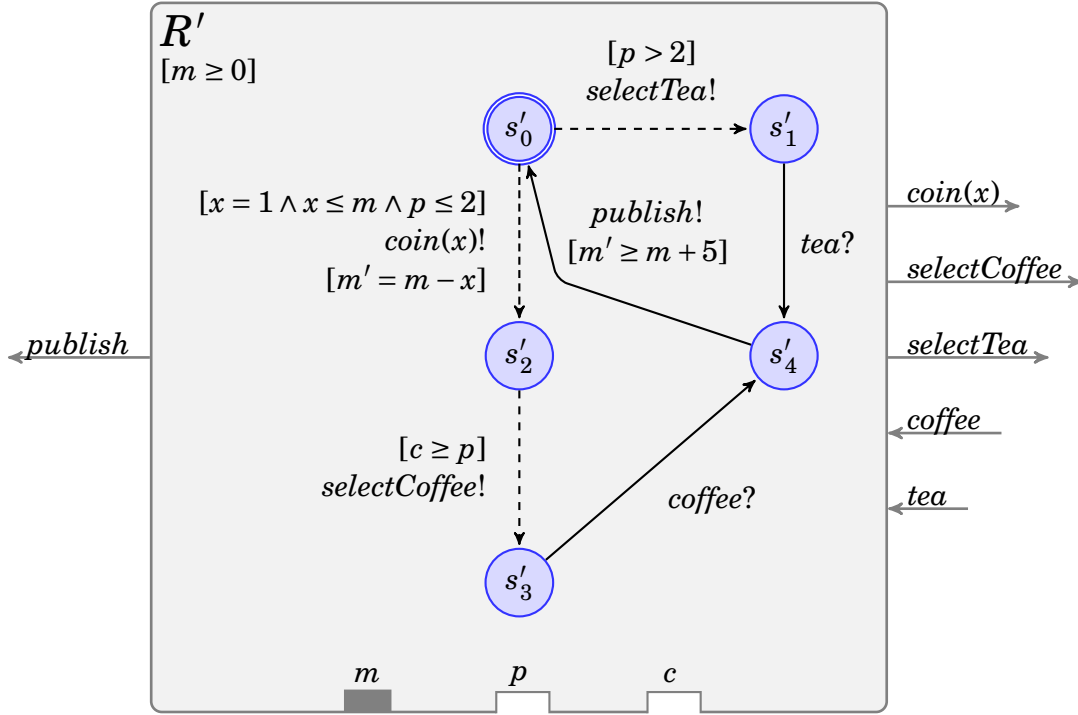 R′
[m ≥ 0]
[p > 2]
selectTea!
s′₀
s′₁
[x = 1 ∧ x ≤ m ∧ p ≤ 2]
coin(x)!
[m′ = m − x]
publish!
[m′ ≥ m + 5]
tea?
coin(x)
selectCoffee
publish
s′₂
s′₄
selectTea
coffee
[c ≥ p]
selectCoffee!
coffee?
tea
s′₃
m
p
c